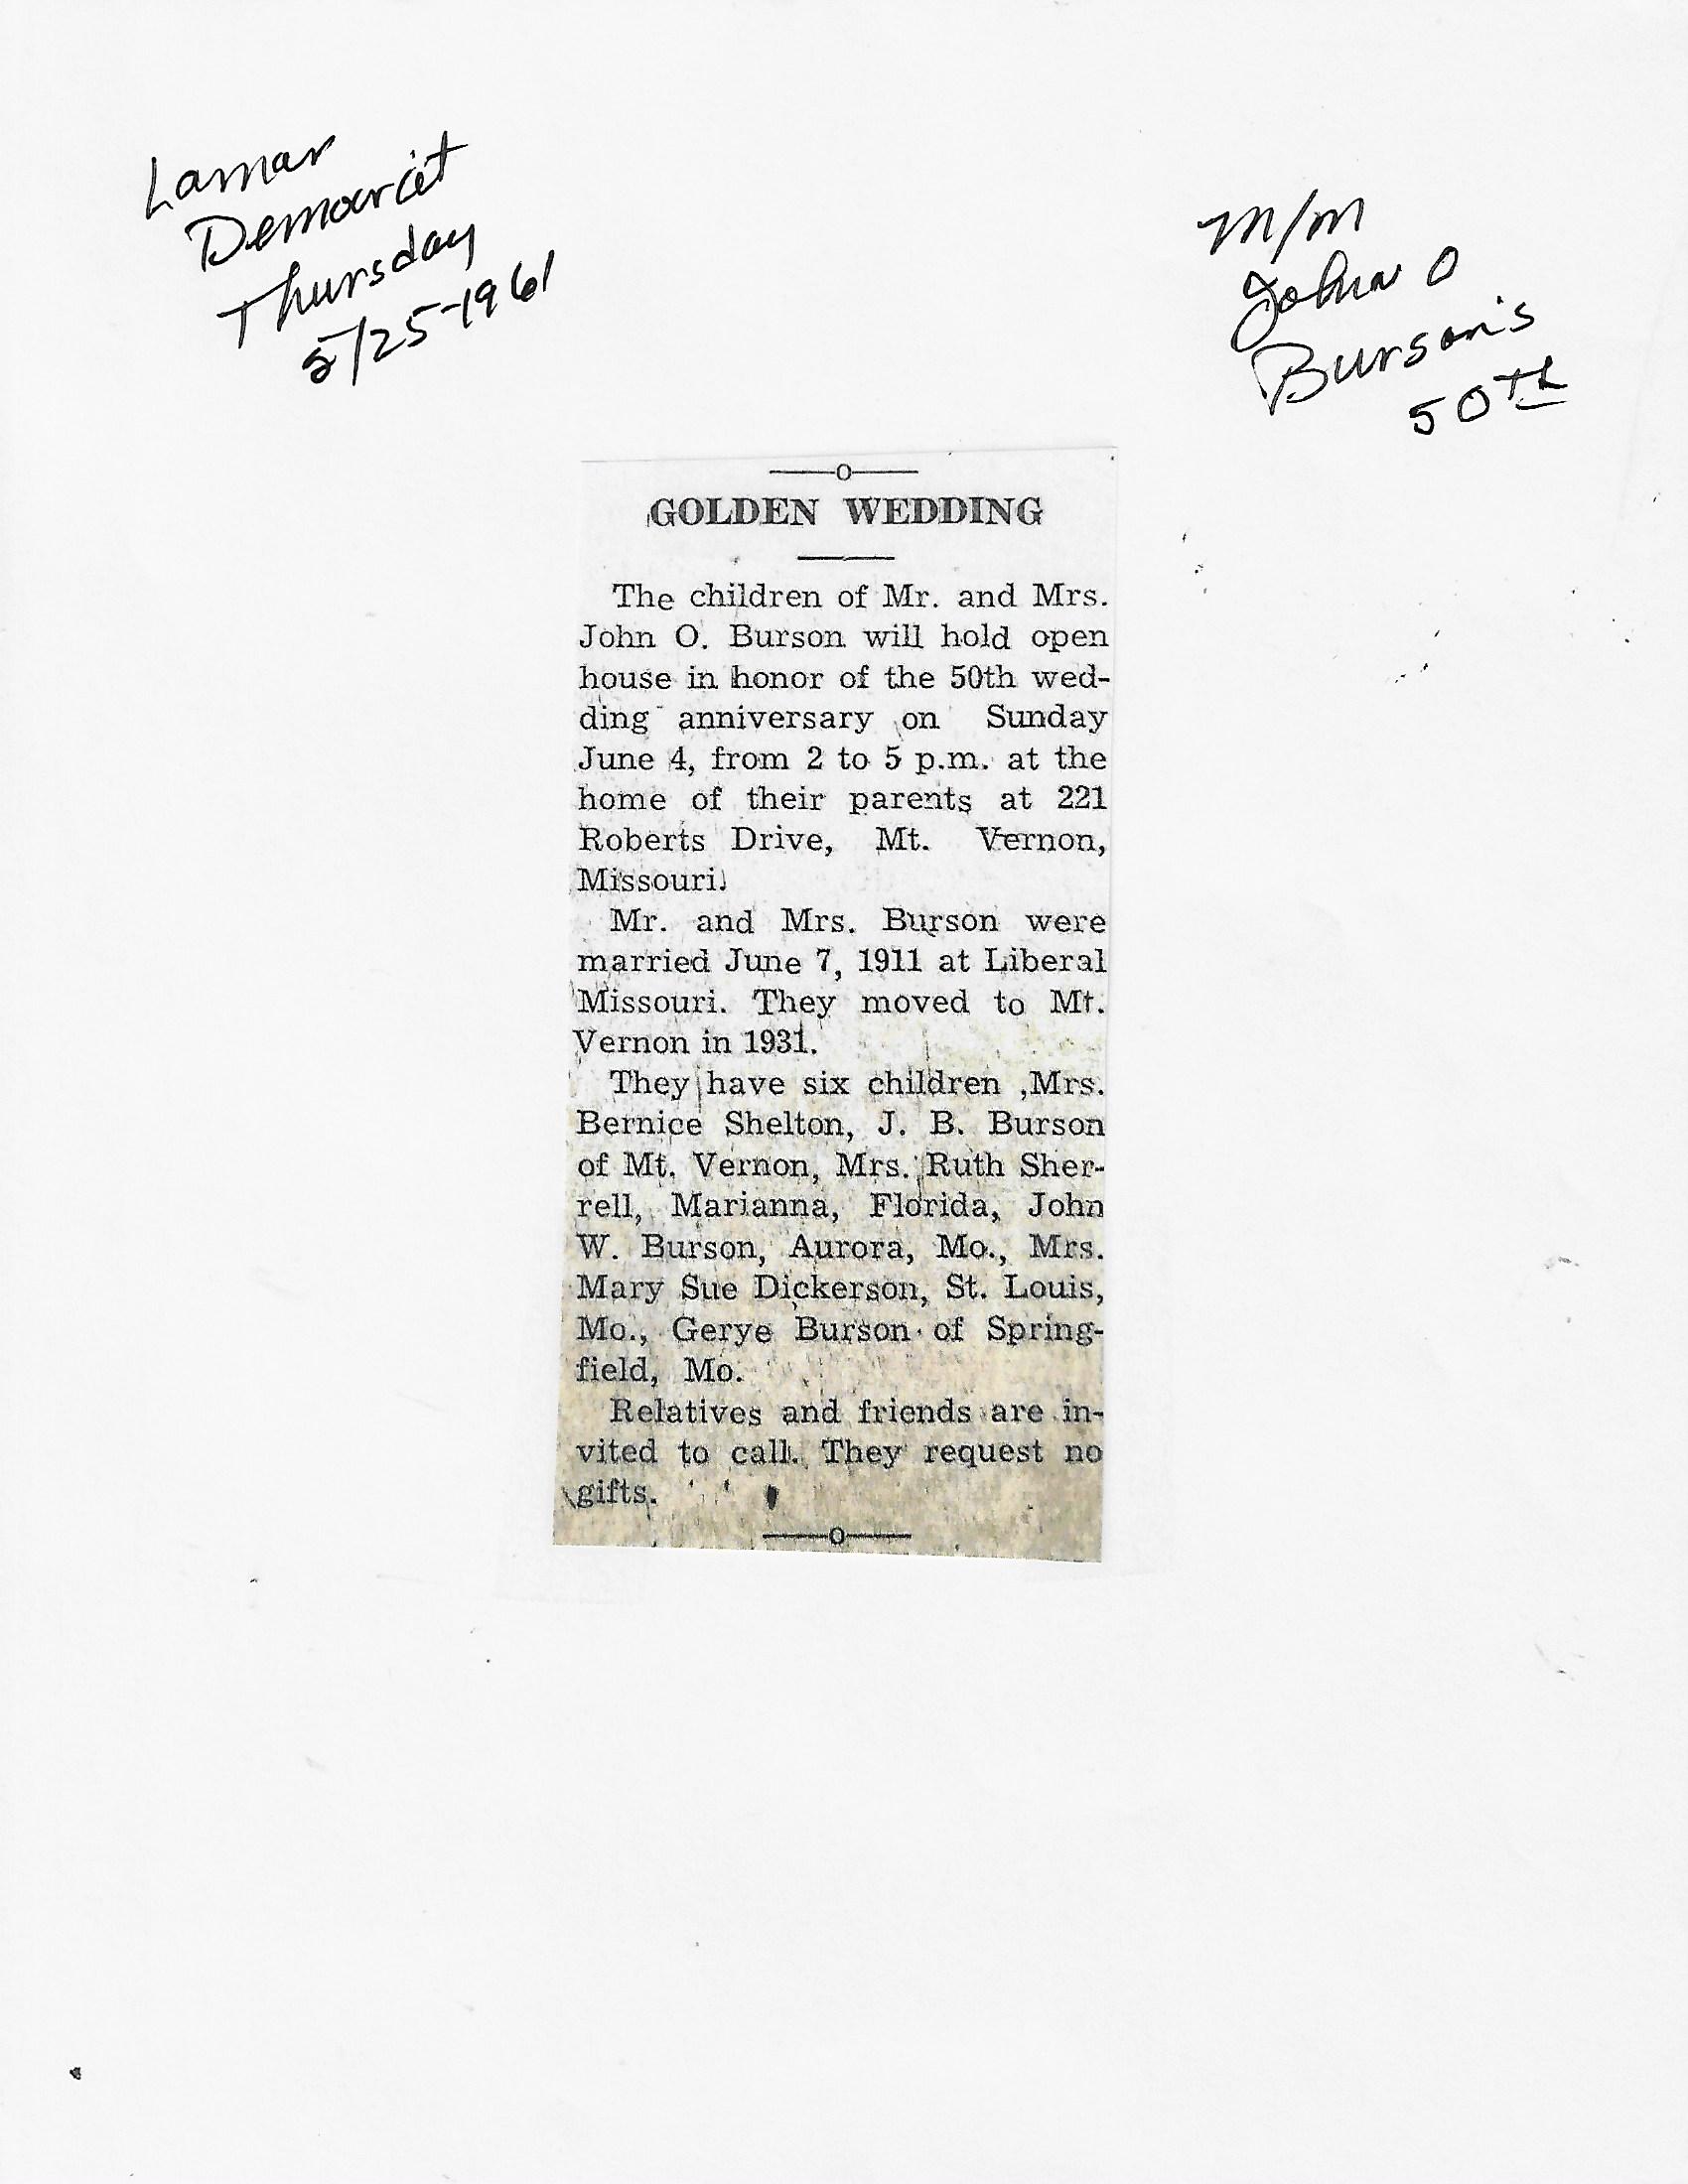 Lamar
Democrat
Thursday
5/25-1961
M/M
John O
Burson's
50th
GOLDEN WEDDING
The children of Mr. and Mrs.
John O. Burson will hold open
house in honor of the 50th wed-
ding anniversary on Sunday
June 4, from 2 to 5 p.m. at the
home of their parents at 221
Roberts Drive, Mt. Vernon,
Missouri.
Mr. and Mrs. Burson were
married June 7, 1911 at Liberal
Missouri. They moved to Mt.
Vernon in 1931.
They have six children ,Mrs.
Bernice Shelton, J. B. Burson
of Mt. Vernon, Mrs. Ruth Sher-
rell, Marianna, Florida, John
W. Burson, Aurora, Mo., Mrs.
Mary Sue Dickerson, St. Louis,
Mo., Gerye Burson of Spring-
field, Mo.
Relatives and friends are in-
vited to call. They request no
gifts.